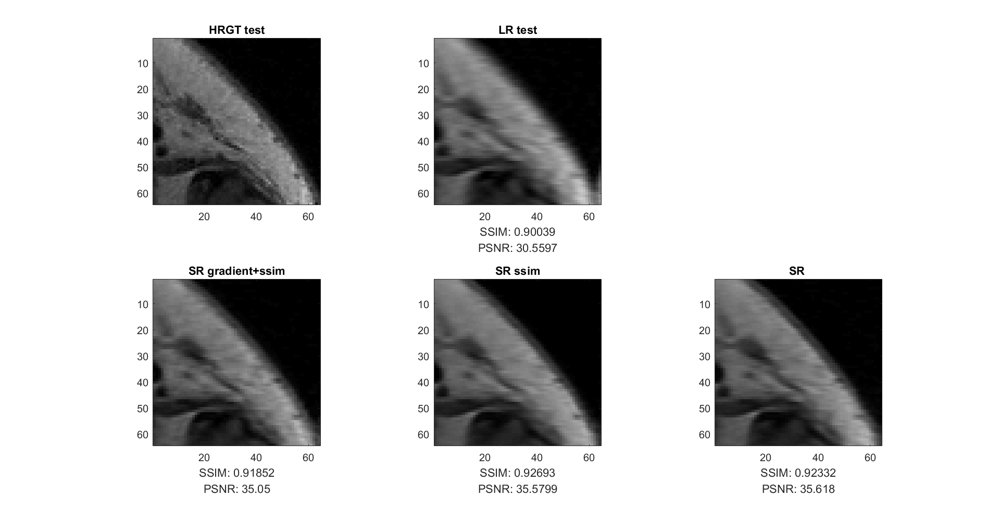 HRGT test
10
20
30
40
50
60
20 40 60
LR test
10
20
30
40
50
60
20 40 60
SSIM: 0.90039
PSNR: 30.5597
SR gradient+ssim
10
20
30
40
50
60
20 40 60
SSIM: 0.91852
PSNR: 35.05
SR ssim
10
20
30
40
50
60
20 40 60
SSIM: 0.92693
PSNR: 35.5799
SR
10
20
30
40
50
60
20 40 60
SSIM: 0.92332
PSNR: 35.618